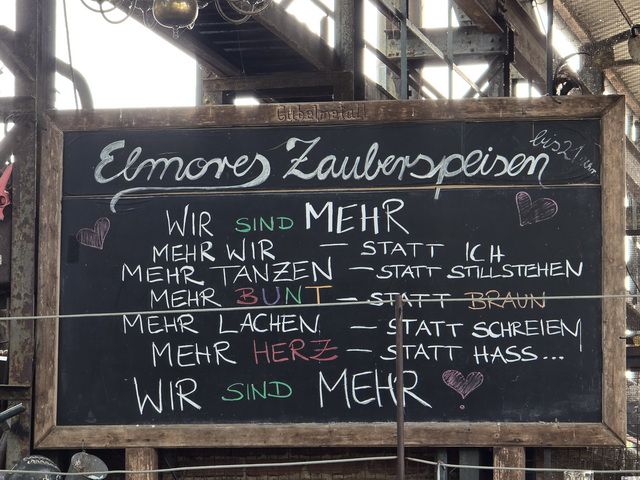 Elmores Zauberspeisen
bis 21 Uhr
WIR SIND MEHR
MEHR WIR – STATT ICH
MEHR TANZEN – STATT STILLSTEHEN
MEHR BUNT – STATT BRAUN
MEHR LACHEN – STATT SCHREIEN
MEHR HERZ – STATT HASS...
WIR SIND MEHR